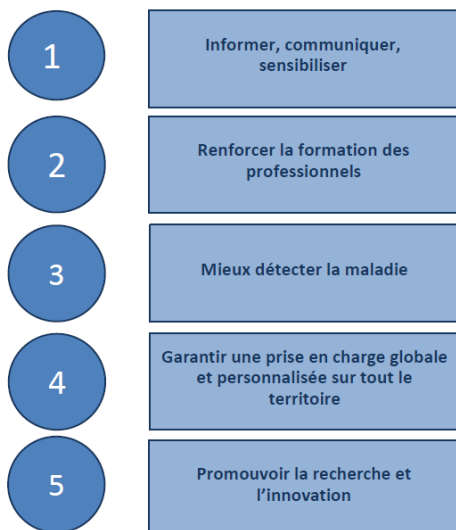 1
Informer, communiquer,
sensibiliser
2
Renforcer la formation des
professionnels
3
Mieux détecter la maladie
4
Garantir une prise en charge globale
et personnalisée sur tout le
territoire
5
Promouvoir la recherche et
l’innovation